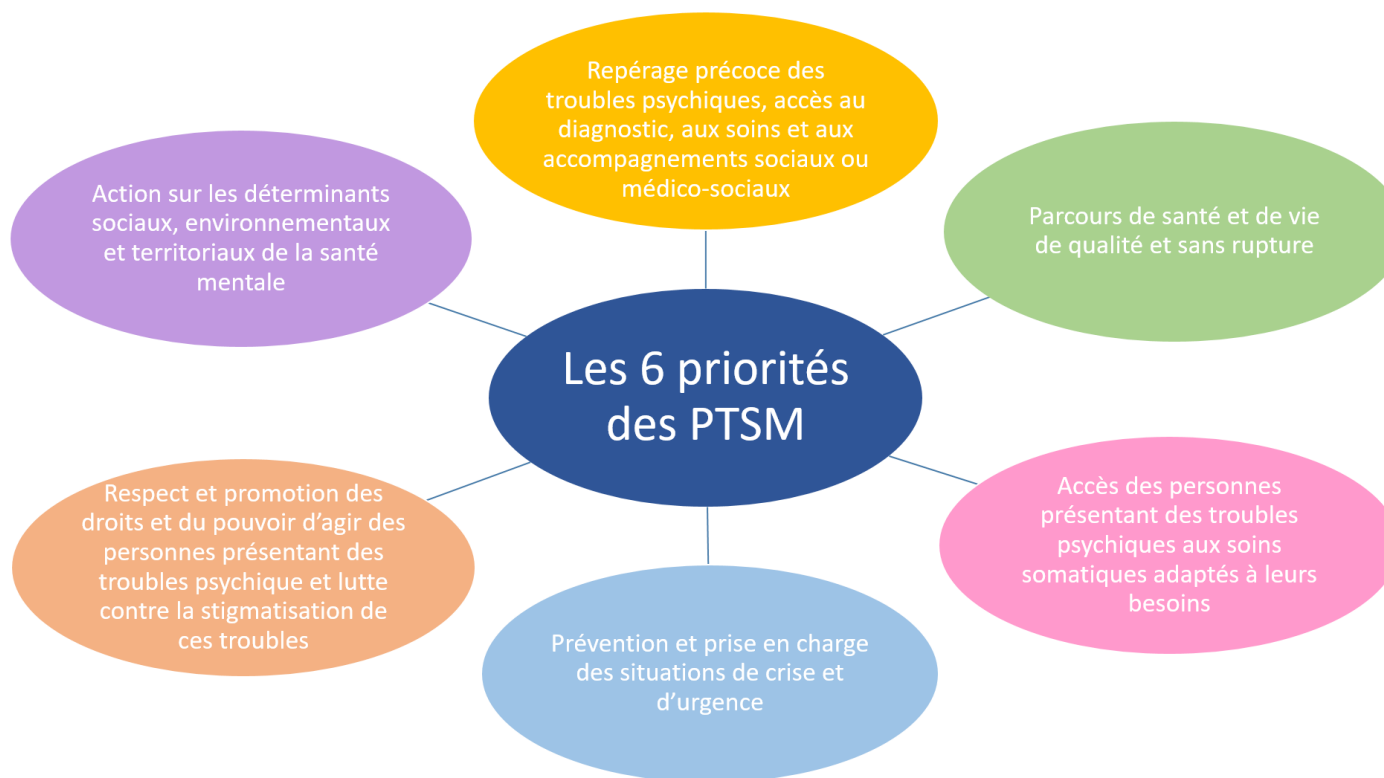 Repérage précoce des
troubles psychiques, accès au
diagnostic, aux soins et aux
accompagnements sociaux ou
médico-sociaux
Parcours de santé et de vie
de qualité et sans rupture
Accès des personnes
présentant des troubles
psychiques aux soins
somatiques adaptés à leurs
besoins
Prévention et prise en charge
des situations de crise et
d’urgence
Respect et promotion des
droits et du pouvoir d’agir des
personnes présentant des
troubles psychique et lutte
contre la stigmatisation de
ces troubles
Action sur les déterminants
sociaux, environnementaux
et territoriaux de la santé
mentale
Les 6 priorités
des PTSM